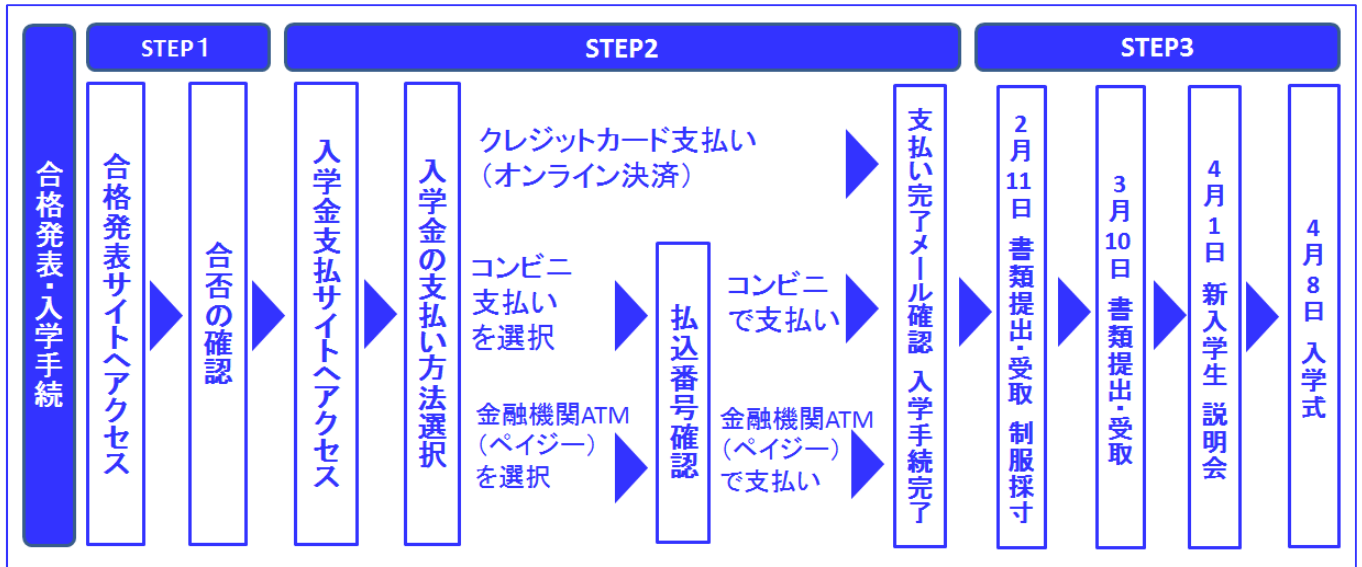 合格発表・入学手続
STEP1
合格発表サイトへアクセス
合否の確認
STEP2
入学金支払サイトへアクセス
入学金の支払い方法選択
クレジットカード支払い
（オンライン決済）
コンビニ
支払い
を選択
金融機関ATM
（ペイジー）
を選択
払込番号確認
コンビニ
で支払い
金融機関ATM
（ペイジー）
で支払い
支払い完了メール確認 入学手続完了
STEP3
2月11日 書類提出・受取 制服採寸
3月10日 書類提出・受取
4月1日 新入学生 説明会
4月8日 入学式